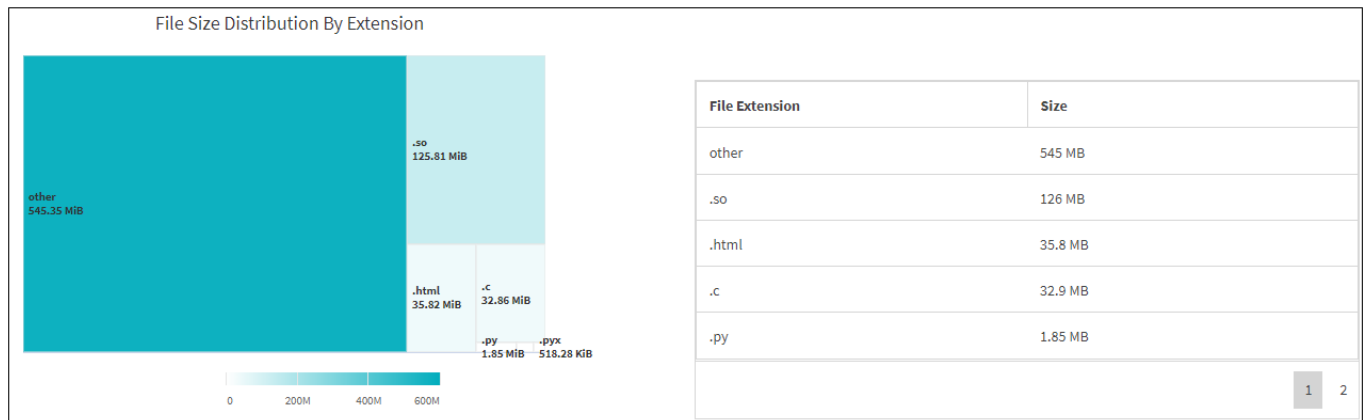 File Size Distribution By Extension
other
545.35 MiB
.so
125.81 MiB
.html
35.82 MiB
.c
32.86 MiB
.py
1.85 MiB
.pyx
518.28 KiB
0 200M 400M 600M
File Extension Size
other 545 MB
.so 126 MB
.html 35.8 MB
.c 32.9 MB
.py 1.85 MB
1 2